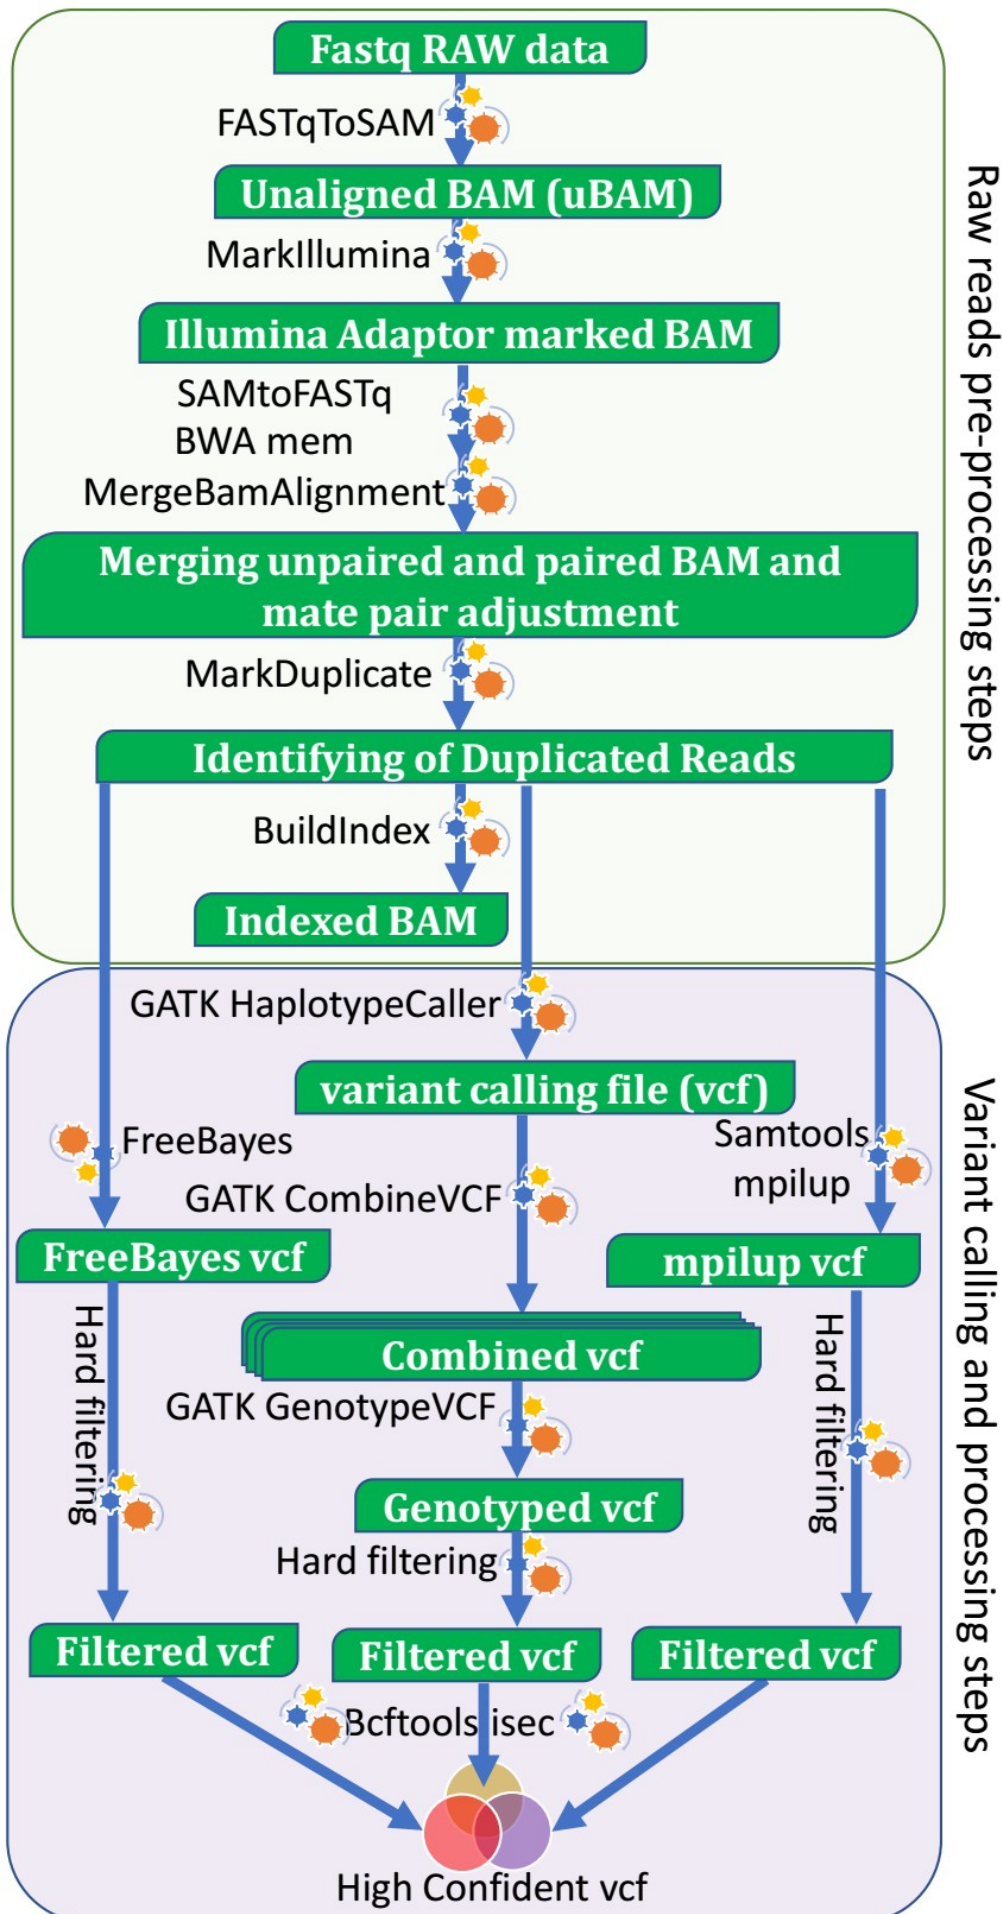 Fastq RAW data
FASTqToSAM
Unaligned BAM (uBAM)
MarkIllumina
Illumina Adaptor marked BAM
SAMtoFASTq
BWA mem
MergeBamAlignment
Merging unpaired and paired BAM and
mate pair adjustment
MarkDuplicate
Identifying of Duplicated Reads
BuildIndex
Indexed BAM
Raw reads pre-processing steps
GATK HaplotypeCaller
variant calling file (vcf)
FreeBayes
Samtools
mpilup
GATK CombineVCF
FreeBayes vcf
mpilup vcf
Hard filtering
Combined vcf
Hard filtering
GATK GenotypeVCF
Genotyped vcf
Hard filtering
Filtered vcf
Filtered vcf
Filtered vcf
Bcftools isec
High Confident vcf
Variant calling and processing steps